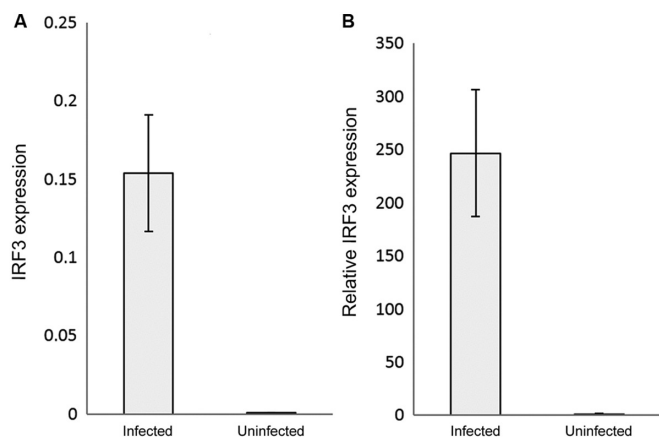 A
IRF3 expression
0.25
0.2
0.15
0.1
0.05
0
Infected
Uninfected
B
Relative IRF3 expression
350
300
250
200
150
100
50
0
Infected
Uninfected